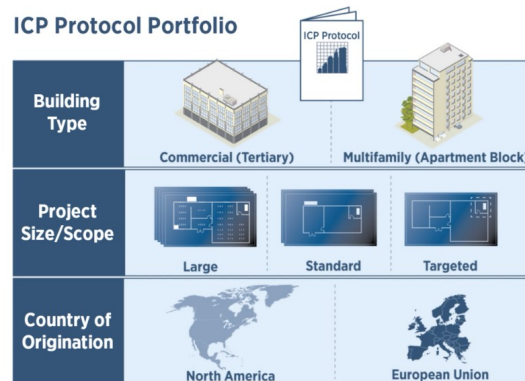 ICP Protocol Portfolio
ICP Protocol
Building
Type
Commercial (Tertiary)
Multifamily (Apartment Block)
Project
Size/Scope
Large
Standard
Targeted
Country of
Origination
North America
European Union